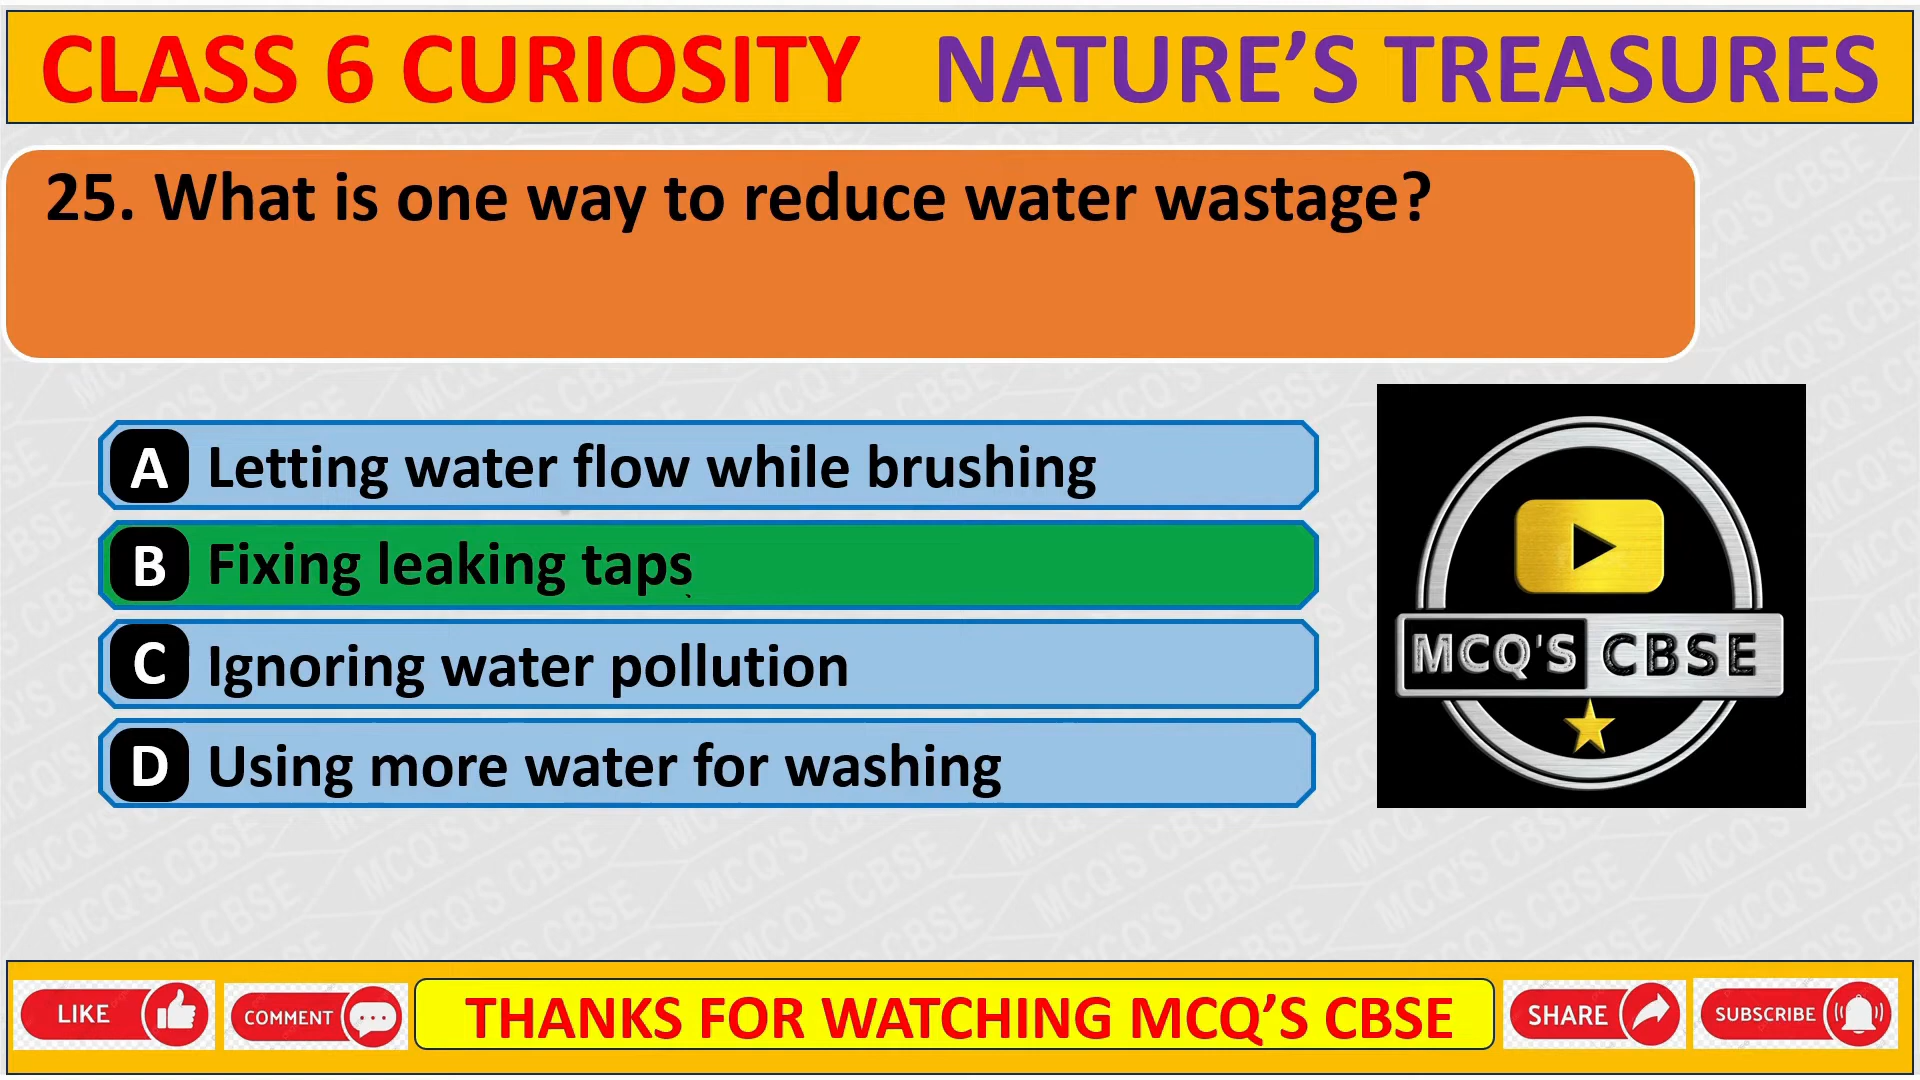 CLASS 6 CURIOSITY NATURE’S TREASURES
25. What is one way to reduce water wastage?
A Letting water flow while brushing
B Fixing leaking taps
C Ignoring water pollution
D Using more water for washing
MCQ'S CBSE
LIKE
COMMENT
THANKS FOR WATCHING MCQ’S CBSE
SHARE
SUBSCRIBE